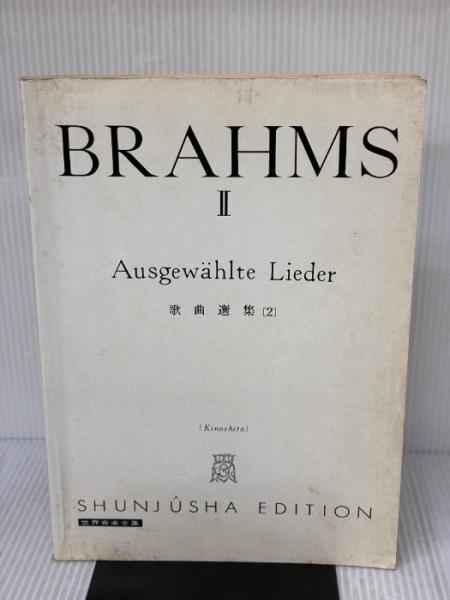 BRAHMS
Ⅱ
Ausgewählte Lieder
歌曲選集〔2〕
(Kinoshita)
SHUNJÛSHA EDITION
世界音楽全集